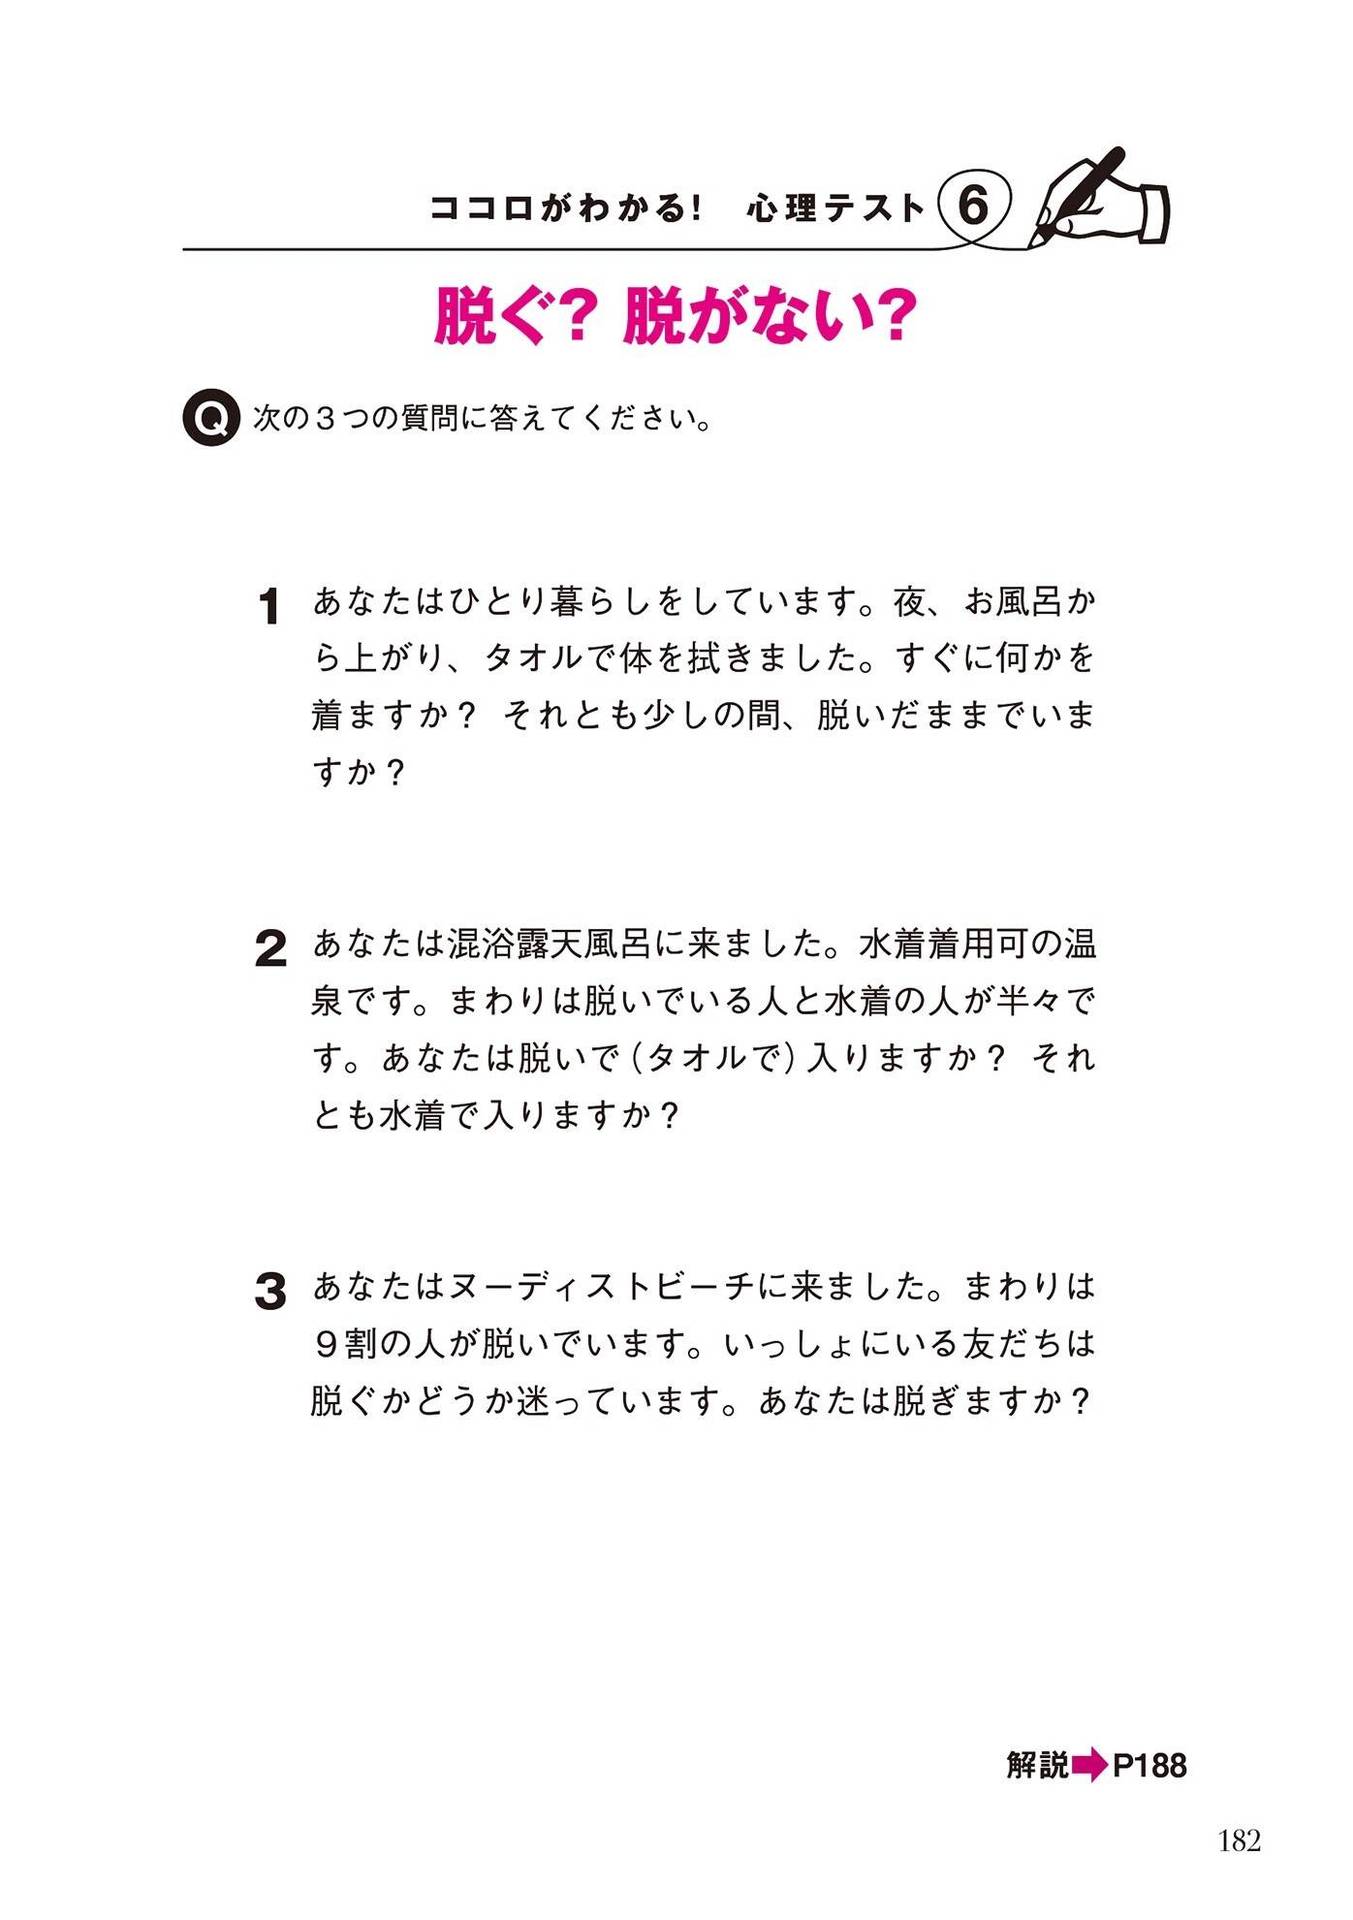 ココロがわかる！　心理テスト 6
脱ぐ？ 脱がない？
Q 次の３つの質問に答えてください。
1 あなたはひとり暮らしをしています。夜、お風呂か
ら上がり、タオルで体を拭きました。すぐに何かを
着ますか？ それとも少しの間、脱いだままでいま
すか？
2 あなたは混浴露天風呂に来ました。水着着用可の温
泉です。まわりは脱いでいる人と水着の人が半々で
す。あなたは脱いで（タオルで）入りますか？ それ
とも水着で入りますか？
3 あなたはヌーディストビーチに来ました。まわりは
９割の人が脱いでいます。いっしょにいる友だちは
脱ぐかどうか迷っています。あなたは脱ぎますか？
解説➡P188
182